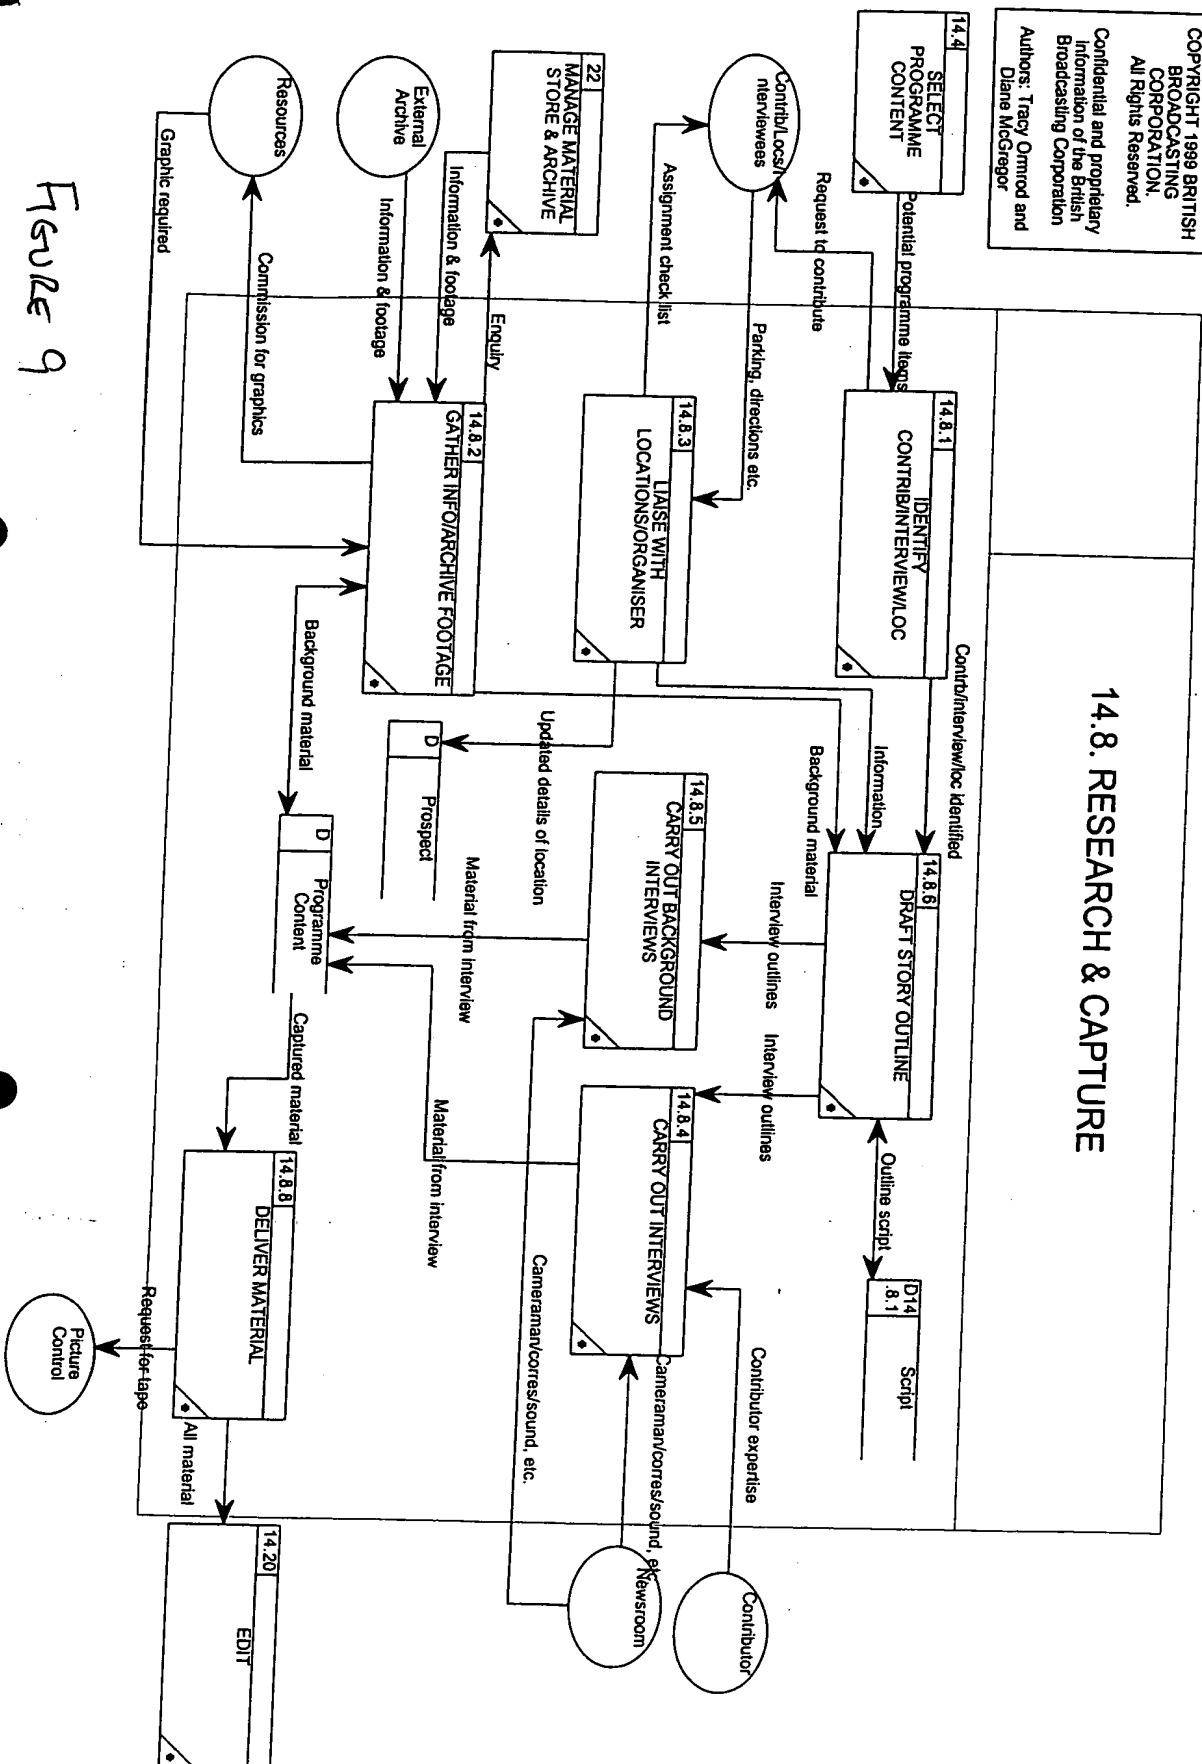 COPYRIGHT 1999 BRITISH
BROADCASTING
CORPORATION.
All Rights Reserved.
Confidential and proprietary
information of the British
Broadcasting Corporation
Authors: Tracy Ormrod and
Diane McGregor
14.8. RESEARCH & CAPTURE
14.4
SELECT
PROGRAMME
CONTENT
Potential programme items
Request to contribute
14.8.1
IDENTIFY
CONTRIB/INTERVIEW/LOC
Contrb/interview/loc identified
14.8.6
DRAFT STORY OUTLINE
Outline script
D14
.8.1
Script
Contrib/Locs/I
nterviewees
Parking, directions etc.
Assignment check list
14.8.3
LIAISE WITH
LOCATIONS/ORGANISER
Information
Background material
Interview outlines
Interview outlines
Contributor expertise
Contributor
22
MANAGE MATERIAL
STORE & ARCHIVE
Enquiry
Information & footage
Updated details of location
14.8.5
CARRY OUT BACKGROUND
INTERVIEWS
14.8.4
CARRY OUT INTERVIEWS
Cameraman/corres/sound, etc.
Newsroom
Cameraman/corres/sound, etc.
External
Archive
Information & footage
14.8.2
GATHER INFO/ARCHIVE FOOTAGE
D
Prospect
Material from interview
Material from interview
Resources
Commission for graphics
Graphic required
Background material
D
Programme
Content
Captured material
14.8.8
DELIVER MATERIAL
All material
14.20
EDIT
Request for tape
Picture
Control
FIGURE 9